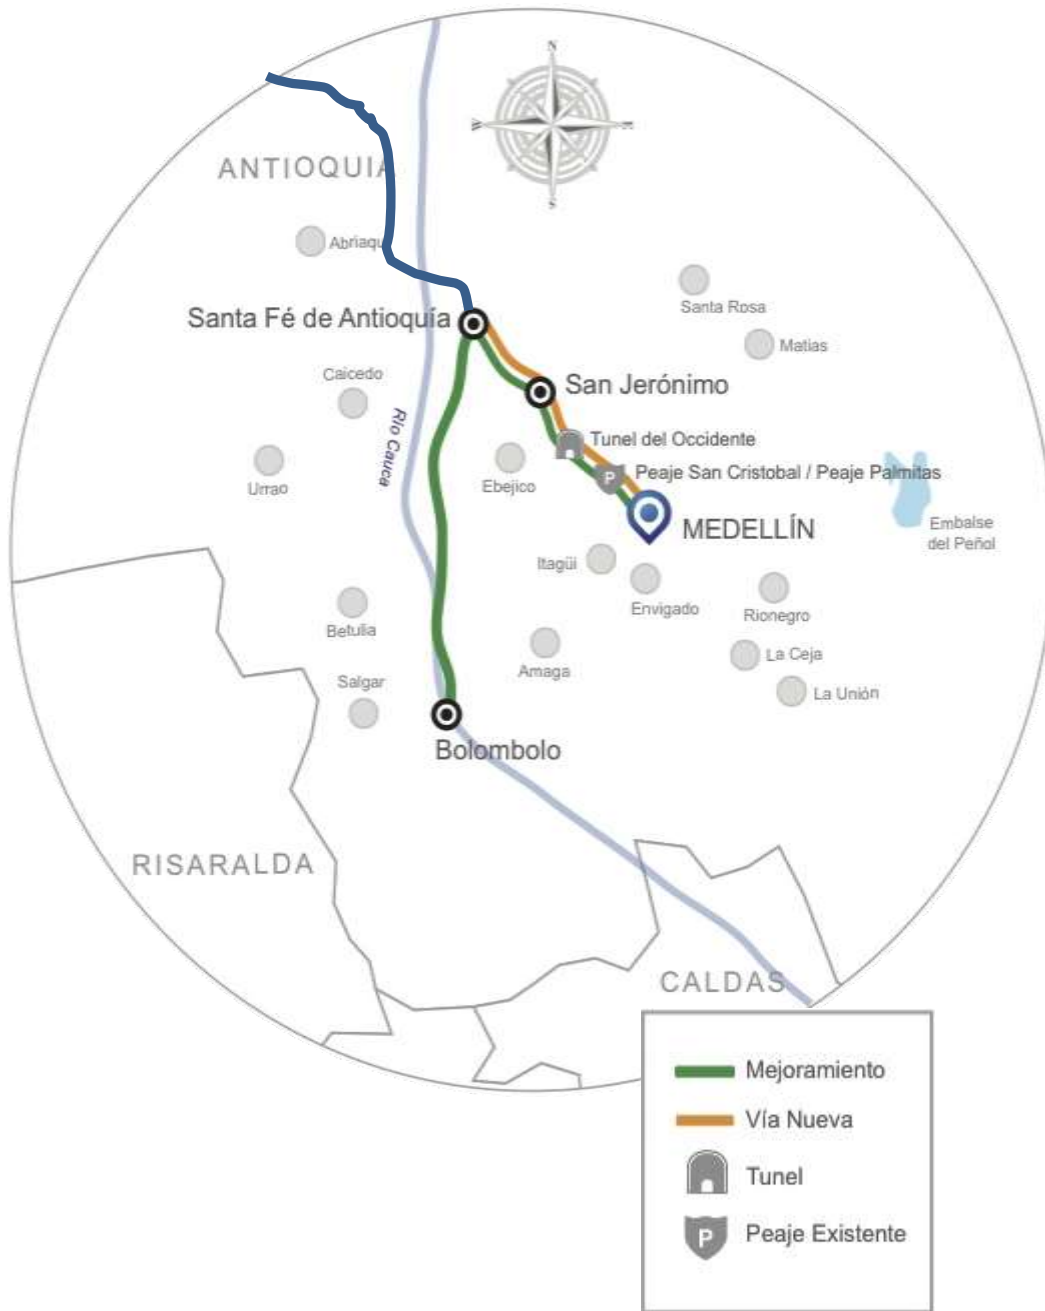 N
W
S
ANTIOQUIA
Abriaqu
Santa Rosa
Santa Fé de Antioquía
Matias
Caicedo
San Jerónimo
Río Cauca
Tunel del Occidente
Peaje San Cristobal / Peaje Palmitas
P
Urrao
Ebejico
MEDELLÍN
Embalse
del Peñol
Itagüi
Envigado
Rionegro
Betulia
Amaga
La Ceja
Salgar
La Unión
Bolombolo
RISARALDA
CALDAS
Mejoramiento
Vía Nueva
Tunel
P
Peaje Existente